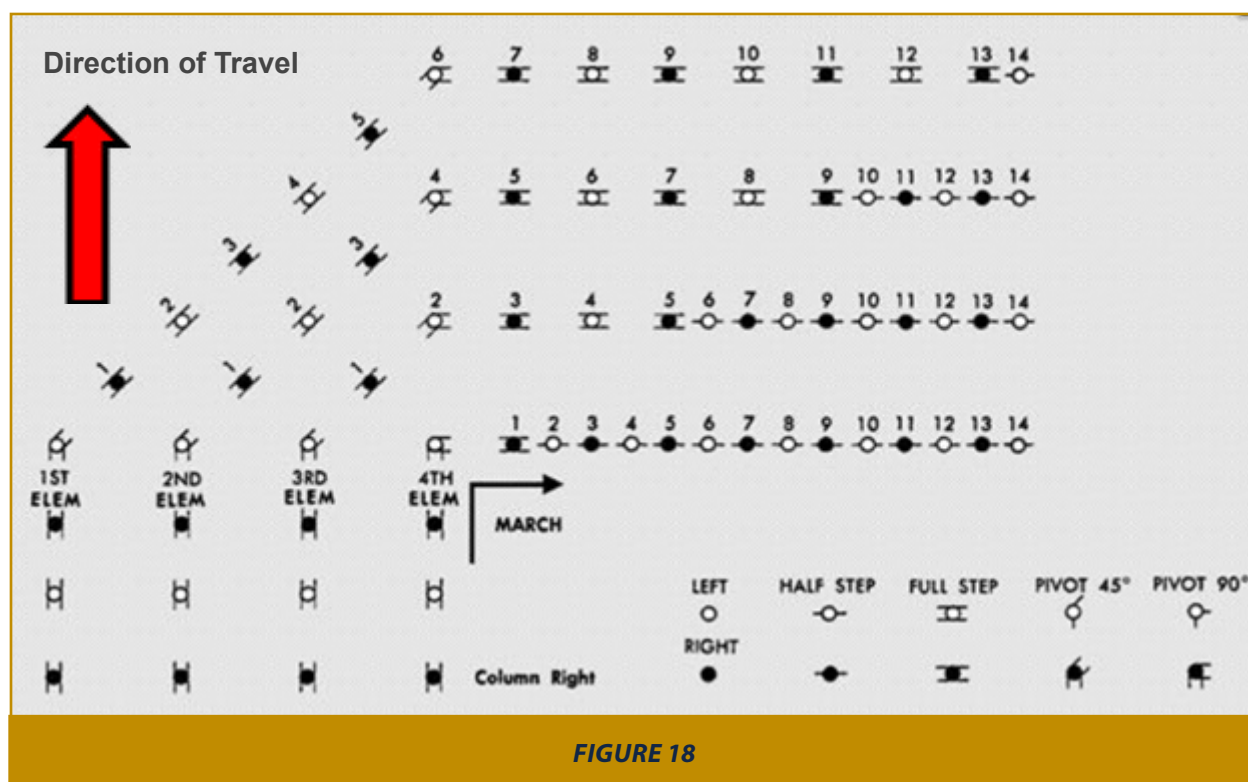 Direction of Travel
6 7 8 9 10 11 12 13 14
5
4
4 5 6 7 8 9 10 11 12 13 14
3 3
2 2
2 3 4 5 6 7 8 9 10 11 12 13 14
1 1 1
1 2 3 4 5 6 7 8 9 10 11 12 13 14
1ST ELEM
2ND ELEM
3RD ELEM
4TH ELEM
MARCH
LEFT HALF STEP FULL STEP PIVOT 45° PIVOT 90°
RIGHT
Column Right
FIGURE 18